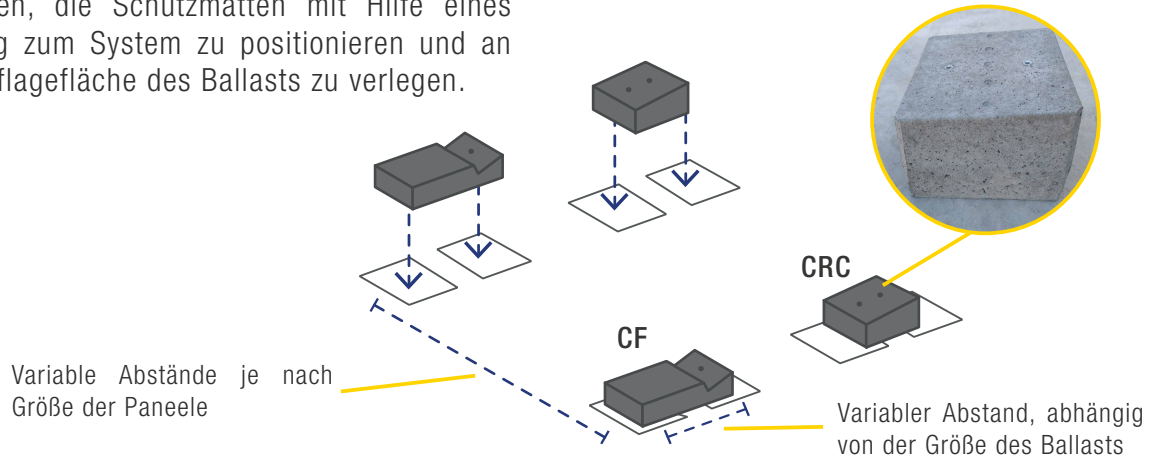 en, die Schutzmatten mit Hilfe eines
g zum System zu positionieren und an
flagefläche des Ballasts zu verlegen.
CRC
CF
Variable Abstände je nach
Größe der Paneele
Variabler Abstand, abhängig
von der Größe des Ballasts